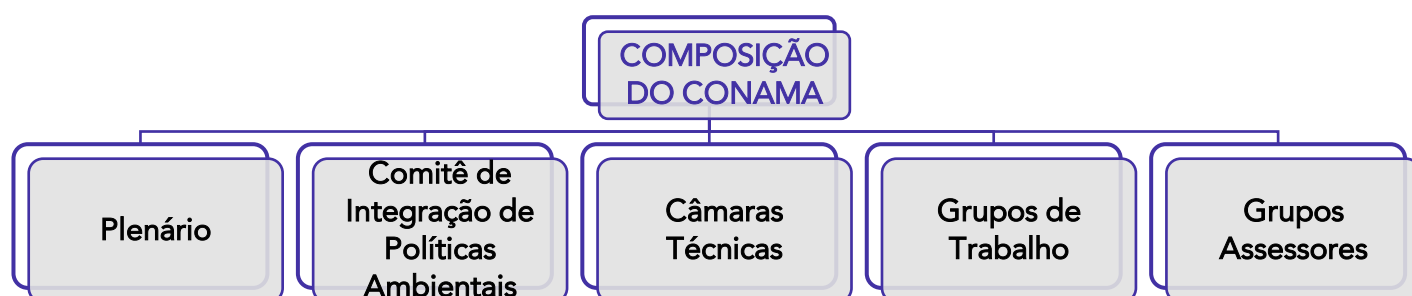 COMPOSIÇÃO
DO CONAMA
Plenário
Comitê de
Integração de
Políticas
Ambientais
Câmaras
Técnicas
Grupos de
Trabalho
Grupos
Assessores